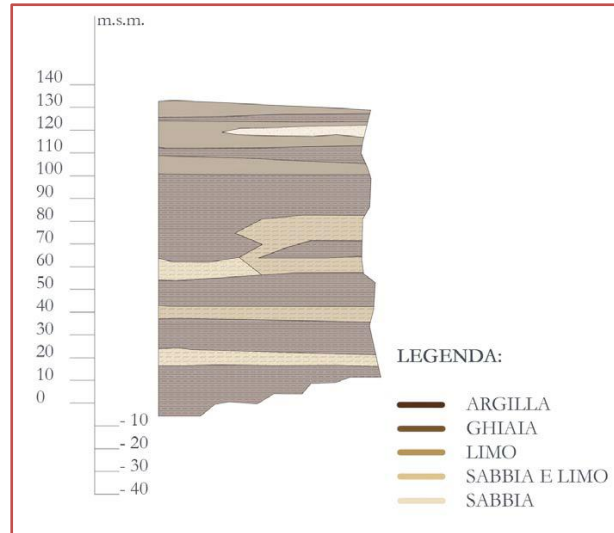 m.s.m.
140
130
120
110
100
90
80
70
60
50
40
30
20
10
0
- 10
- 20
- 30
- 40
LEGENDA:
ARGILLA
GHIAIA
LIMO
SABBIA E LIMO
SABBIA